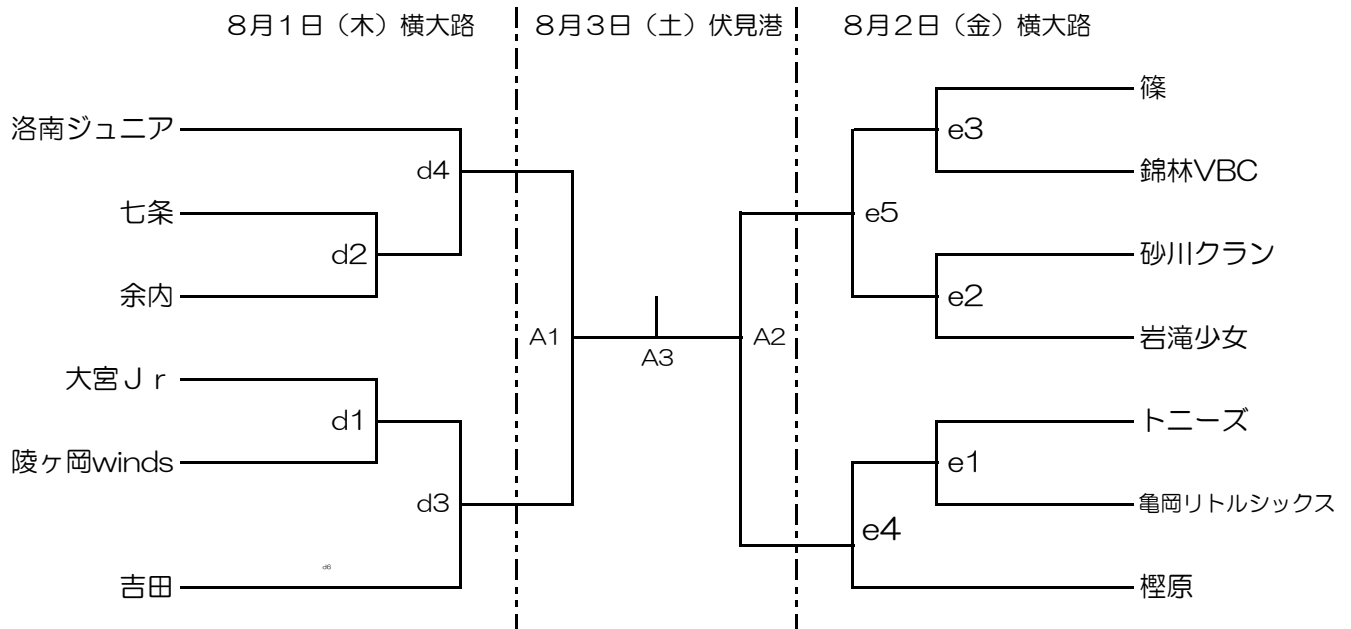 ８月１日（木）横大路
８月３日（土）伏見港
８月２日（金）横大路
篠
洛南ジュニア
e3
d4
錦林VBC
七条
e5
d2
砂川クラン
余内
e2
A1
A2
岩滝少女
A3
大宮Ｊｒ
d1
トニーズ
陵ヶ岡winds
e1
d3
亀岡リトルシックス
e4
d6
吉田
樫原